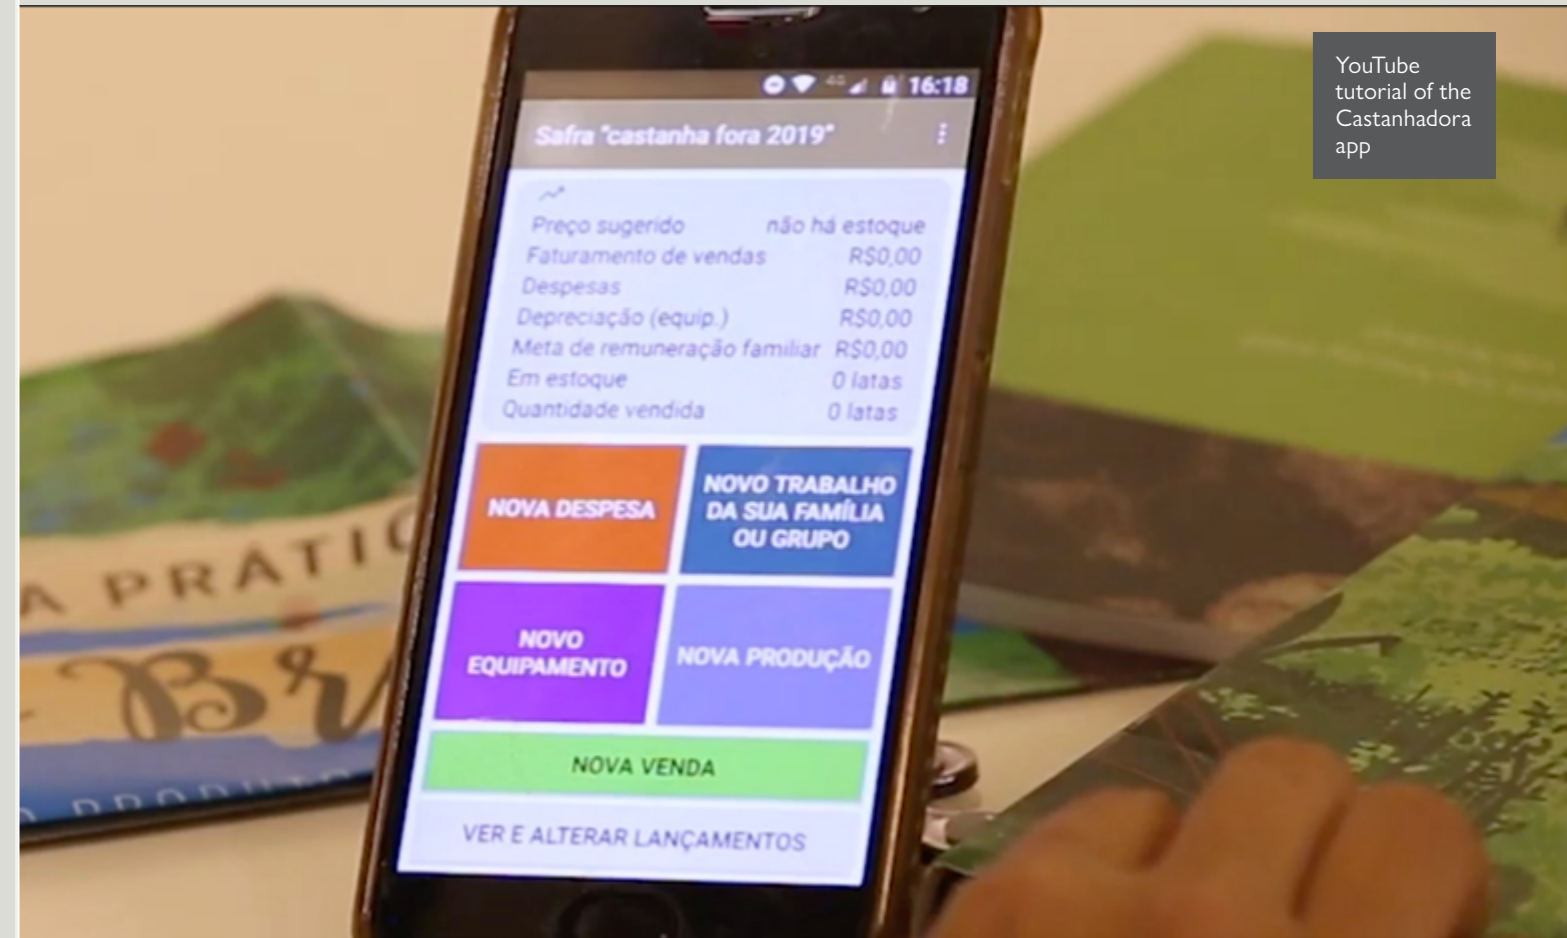 YouTube
tutorial of the
Castanhadora
app
4G 16:18
Safra "castanha fora 2019"
Preço sugerido não há estoque
Faturamento de vendas R$0,00
Despesas R$0,00
Depreciação (equip.) R$0,00
Meta de remuneração familiar R$0,00
Em estoque 0 latas
Quantidade vendida 0 latas
NOVA DESPESA
NOVO TRABALHO
DA SUA FAMÍLIA
OU GRUPO
NOVO
EQUIPAMENTO
NOVA PRODUÇÃO
NOVA VENDA
VER E ALTERAR LANÇAMENTOS
A PRÁTIC
Br